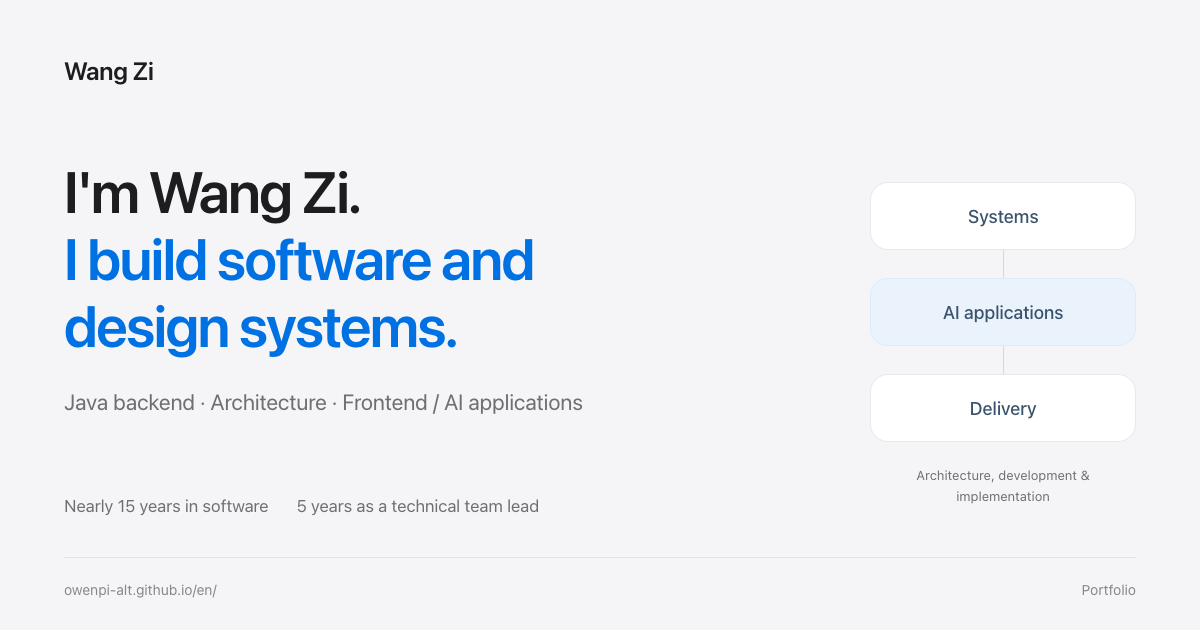 Wang Zi
I'm Wang Zi.
I build software and
design systems.
Java backend · Architecture · Frontend / AI applications
Nearly 15 years in software
5 years as a technical team lead
Systems
AI applications
Delivery
Architecture, development &
implementation
owenpi-alt.github.io/en/
Portfolio